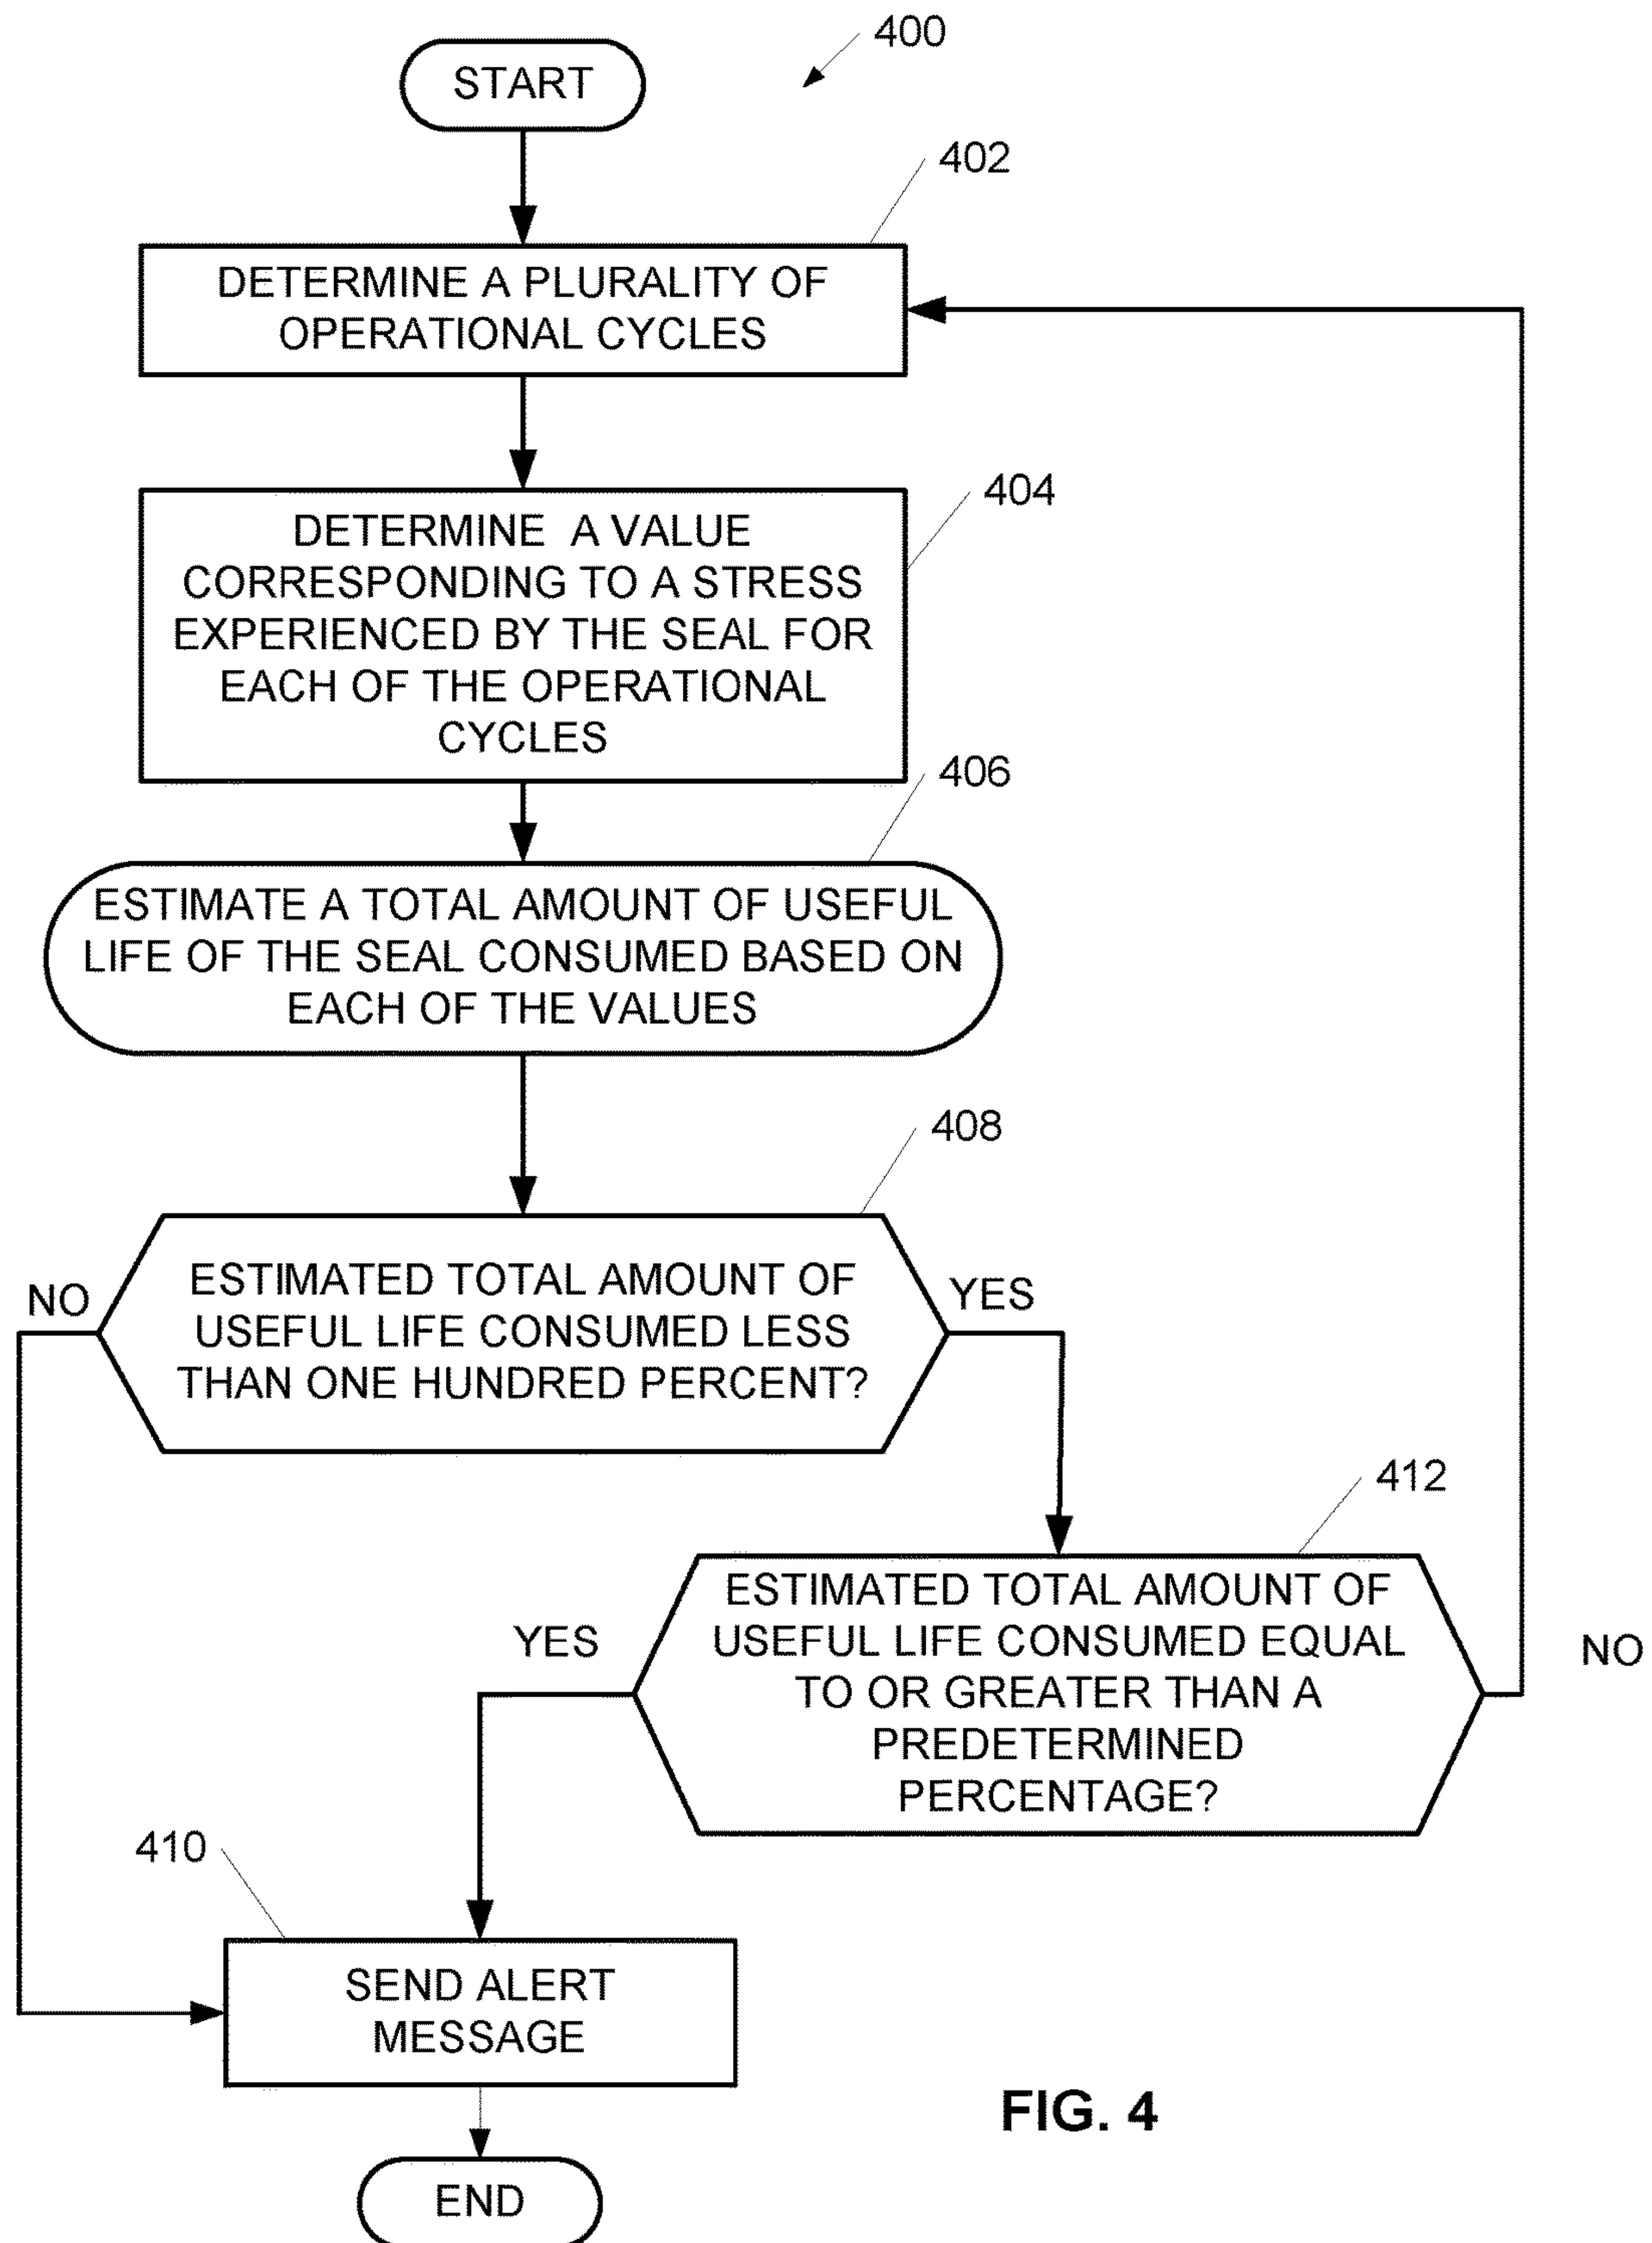 400
START
402
DETERMINE A PLURALITY OF
OPERATIONAL CYCLES
404
DETERMINE A VALUE
CORRESPONDING TO A STRESS
EXPERIENCED BY THE SEAL FOR
EACH OF THE OPERATIONAL
CYCLES
406
ESTIMATE A TOTAL AMOUNT OF USEFUL
LIFE OF THE SEAL CONSUMED BASED ON
EACH OF THE VALUES
408
NO
ESTIMATED TOTAL AMOUNT OF
USEFUL LIFE CONSUMED LESS
THAN ONE HUNDRED PERCENT?
YES
412
YES
ESTIMATED TOTAL AMOUNT OF
USEFUL LIFE CONSUMED EQUAL
TO OR GREATER THAN A
PREDETERMINED
PERCENTAGE?
NO
410
SEND ALERT
MESSAGE
FIG. 4
END